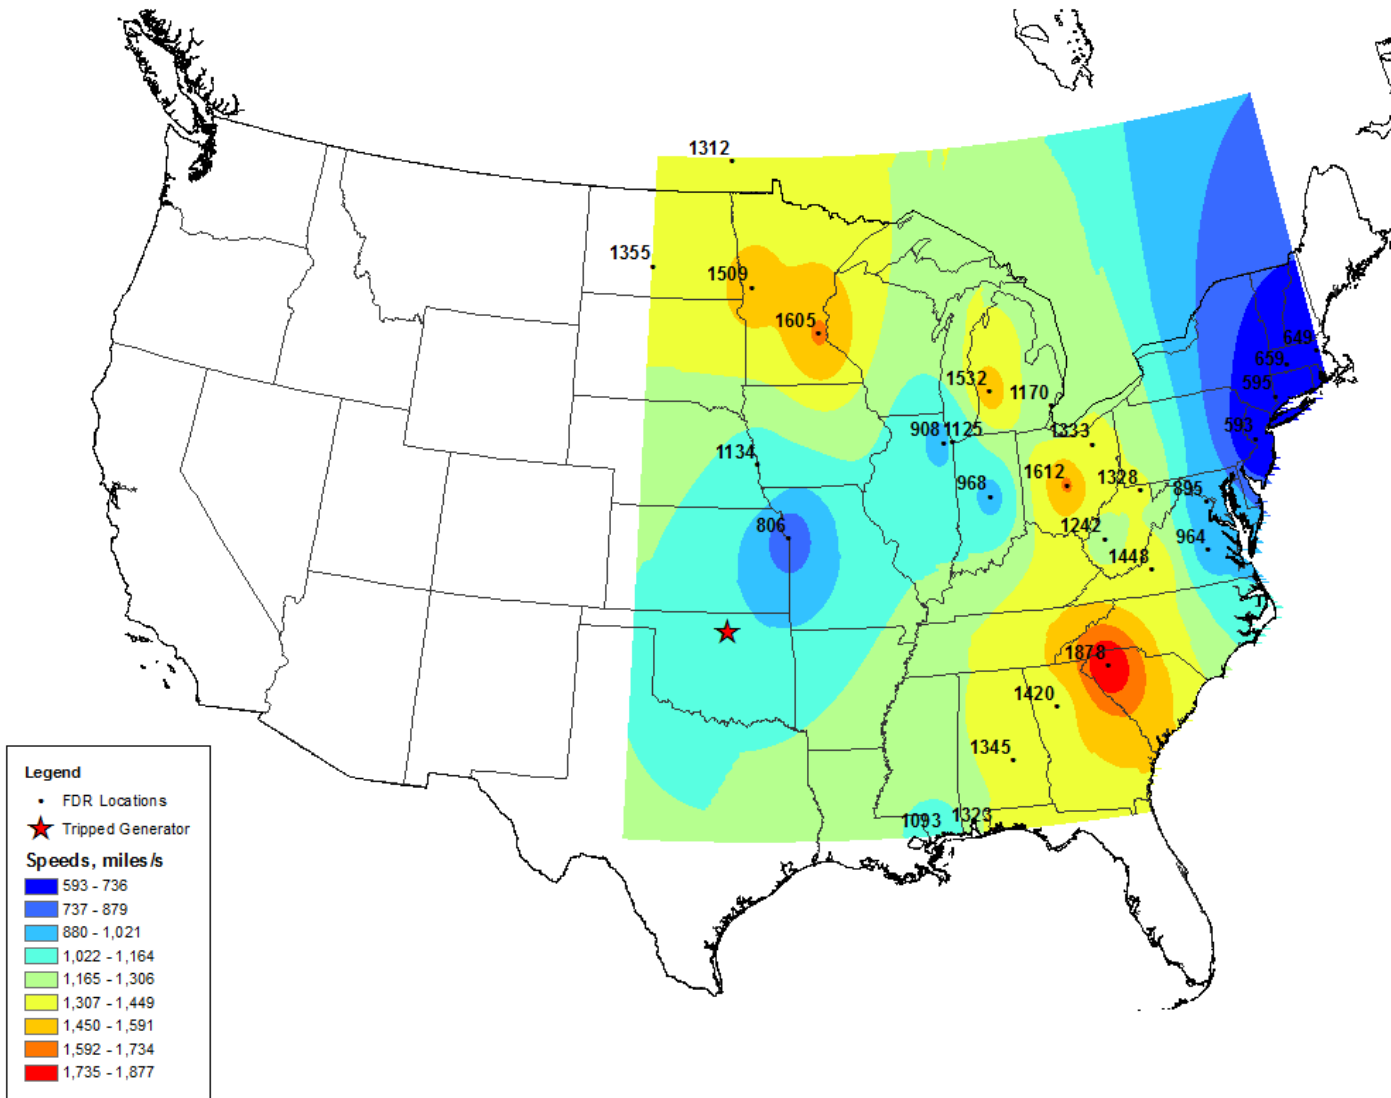 1312
1355
1509
1605
649
659
595
1532
1170
593
908
1125
1333
1134
968
1612
1328
895
806
1242
964
1448
1878
1420
1345
1093
1323
Legend
FDR Locations
Tripped Generator
Speeds, miles/s
593 - 736
737 - 879
880 - 1,021
1,022 - 1,164
1,165 - 1,306
1,307 - 1,449
1,450 - 1,591
1,592 - 1,734
1,735 - 1,877